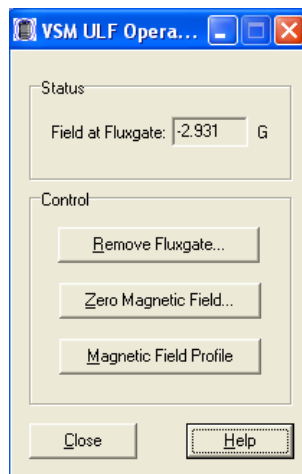 VSM ULF Opera...
Status
Field at Fluxgate: -2.931 G
Control
Remove Fluxgate...
Zero Magnetic Field...
Magnetic Field Profile
Close Help